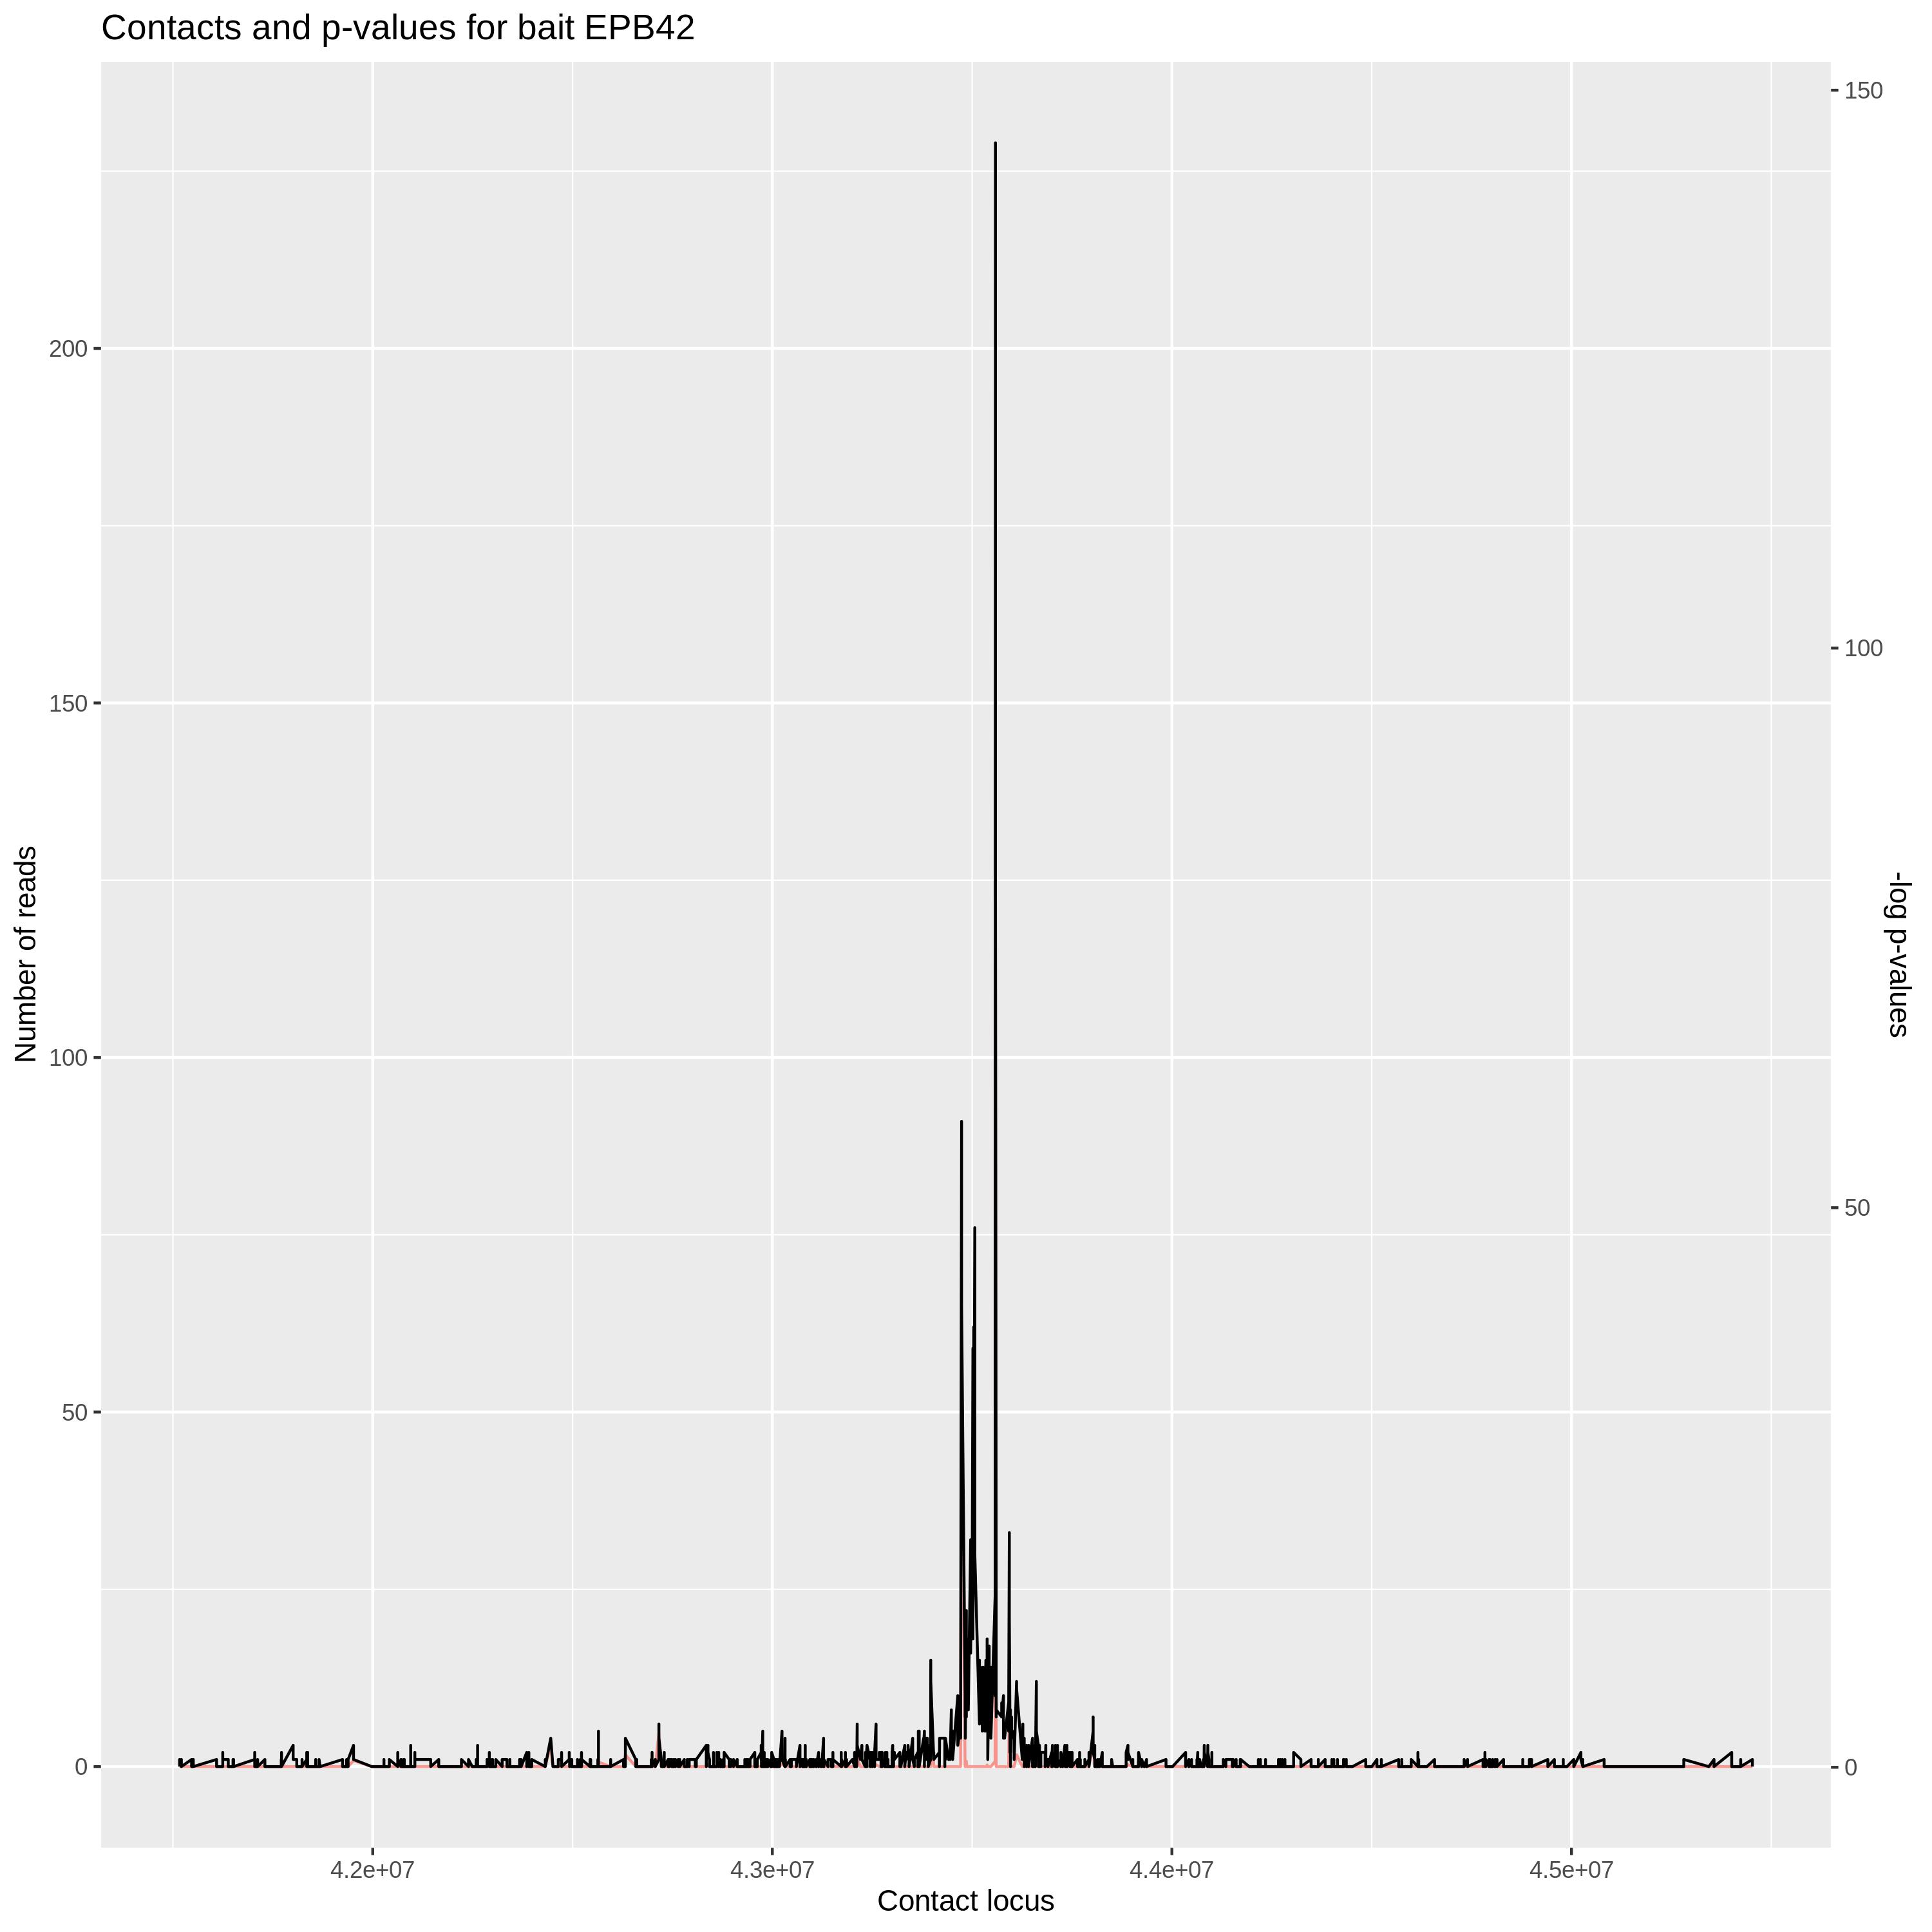 Contacts and p-values for bait EPB42
150
200
100
150
Number of reads
-log p-values
100
50
50
0
0
4.2e+07
4.3e+07
4.4e+07
4.5e+07
Contact locus